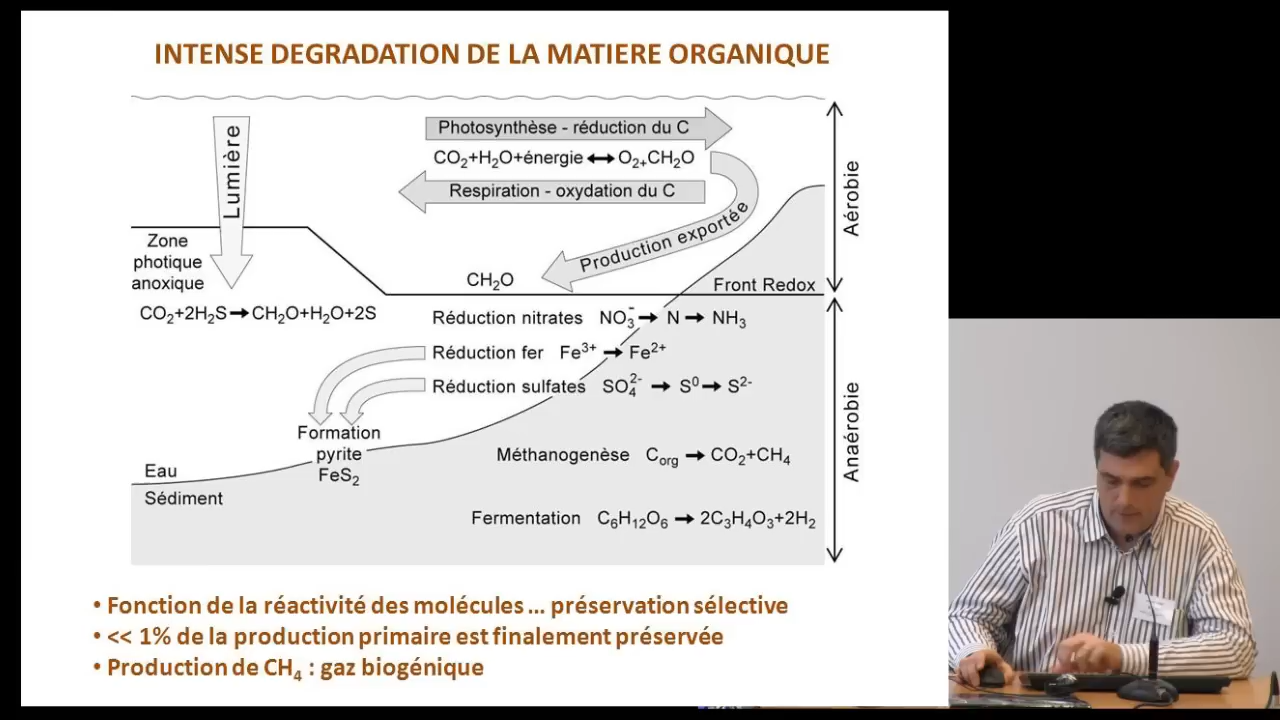 INTENSE DEGRADATION DE LA MATIERE ORGANIQUE
Lumière
Photosynthèse - réduction du C
CO₂+H₂O+énergie ↔ O₂₊CH₂O
Respiration - oxydation du C
Production exportée
Aérobie
Zone
photique
anoxique
CO₂+2H₂S→CH₂O+H₂O+2S
CH₂O
Front Redox
Réduction nitrates NO₃⁻ → N → NH₃
Réduction fer Fe³⁺ → Fe²⁺
Réduction sulfates SO₄²⁻ → S⁰ → S²⁻
Formation
pyrite
FeS₂
Méthanogenèse Corg → CO₂+CH₄
Anaérobie
Eau
Sédiment
Fermentation C₆H₁₂O₆ → 2C₃H₄O₃+2H₂
• Fonction de la réactivité des molécules ... préservation sélective
• << 1% de la production primaire est finalement préservée
• Production de CH₄ : gaz biogénique